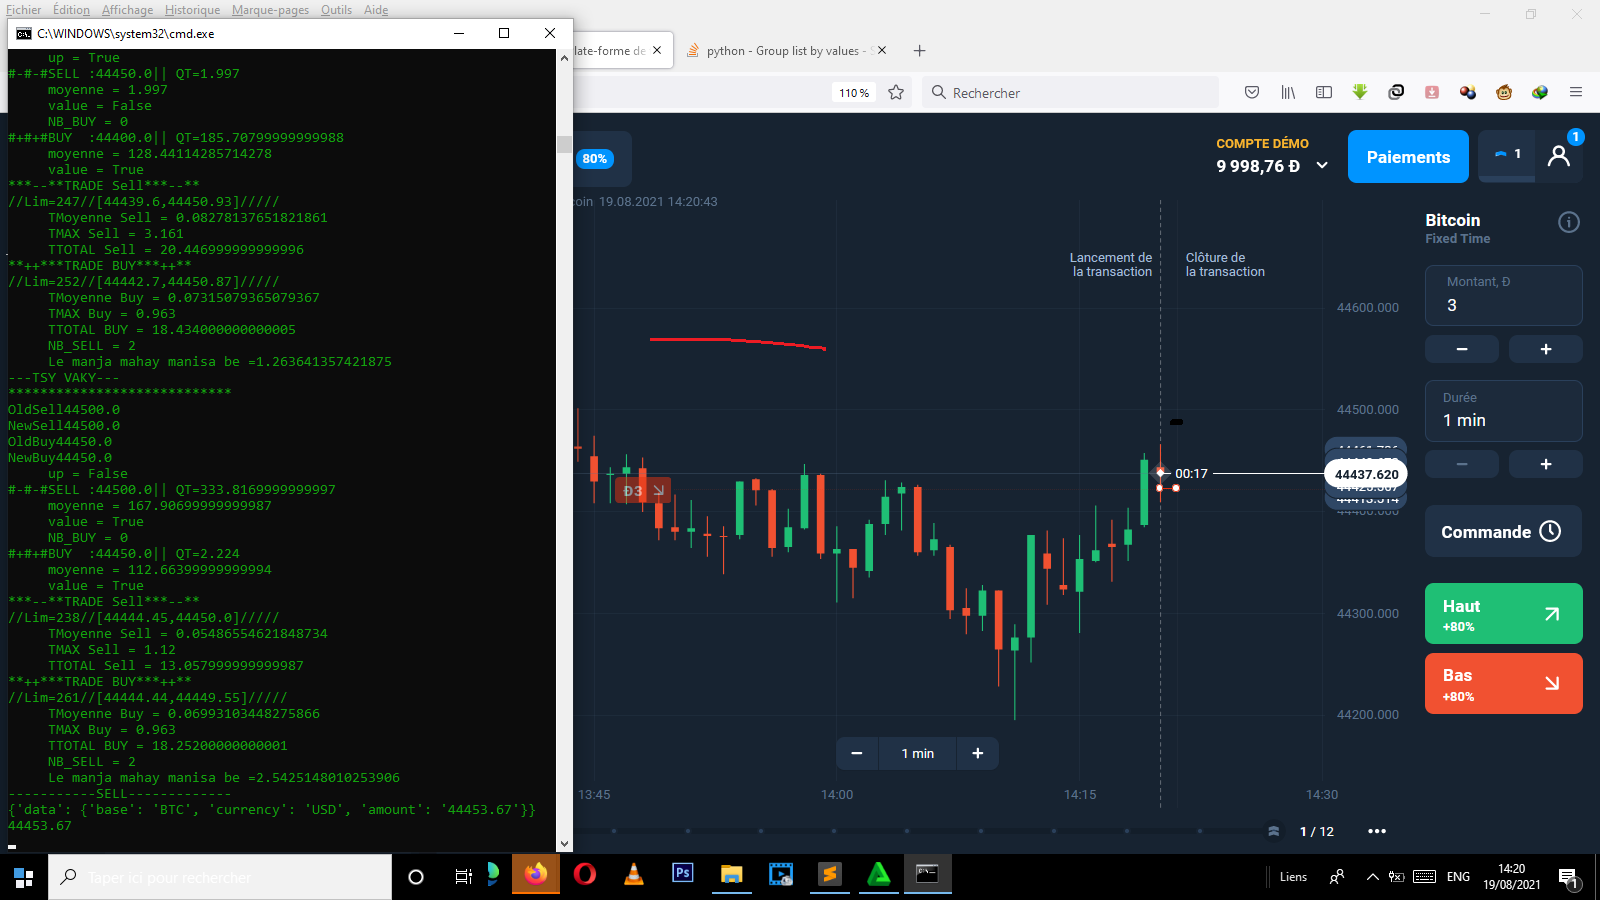 Fichier Édition Affichage Historique Marque-pages Outils Aide
C:\WINDOWS\system32\cmd.exe
up = True
#-#-#SELL :44450.0|| QT=1.997
moyenne = 1.997
value = False
NB_BUY = 0
#+#+#BUY  :44400.0|| QT=185.70799999999988
moyenne = 128.44114285714278
value = True
***--**TRADE Sell***--**
//Lim=247//[44439.6,44450.93]/////
TMoyenne Sell = 0.08278137651821861
TMAX Sell = 3.161
TTOTAL Sell = 20.446999999999996
**++***TRADE BUY***++**
//Lim=252//[44442.7,44450.87]/////
TMoyenne Buy = 0.07315079365079367
TMAX Buy = 0.963
TTOTAL BUY = 18.434000000000005
NB_SELL = 2
Le manja mahay manisa be =1.263641357421875
---TSY VAKY---
****************************
OldSell44500.0
NewSell44500.0
OldBuy44450.0
NewBuy44450.0
up = False
#-#-#SELL :44500.0|| QT=333.8169999999997
moyenne = 167.90699999999987
value = True
NB_BUY = 0
#+#+#BUY  :44450.0|| QT=2.224
moyenne = 112.66399999999994
value = True
***--**TRADE Sell***--**
//Lim=238//[44444.45,44450.0]/////
TMoyenne Sell = 0.05486554621848734
TMAX Sell = 1.12
TTOTAL Sell = 13.057999999999987
**++***TRADE BUY***++**
//Lim=261//[44444.44,44449.55]/////
TMoyenne Buy = 0.06993103448275866
TMAX Buy = 0.963
TTOTAL BUY = 18.25200000000001
NB_SELL = 2
Le manja mahay manisa be =2.5425148010253906
-----------SELL-------------
{'data': {'base': 'BTC', 'currency': 'USD', 'amount': '44453.67'}}
44453.67
late-forme de
python - Group list by values - S
110 %
Rechercher
80%
COMPTE DÉMO
9 998,76 Đ
Paiements
1
1
coin 19.08.2021 14:20:43
Lancement de
la transaction
Clôture de
la transaction
44600.000
44500.000
44437.620
44400.000
44300.000
44200.000
Đ3
00:17
1 min
13:45
14:00
14:15
14:30
1 / 12
Bitcoin
Fixed Time
Montant, Đ
3
Durée
1 min
Commande
Haut
+80%
Bas
+80%
Taper ici pour rechercher
Ps
Liens
ENG
14:20
19/08/2021
1